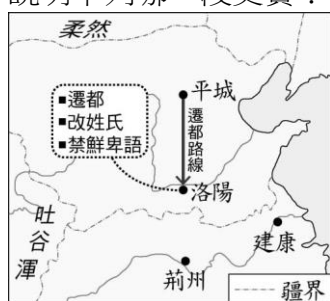 說明下列那一段史實？
柔然
■遷都
■改姓氏
■禁鮮卑語
平城
遷都路線
洛陽
吐谷渾
建康
荊州
疆界